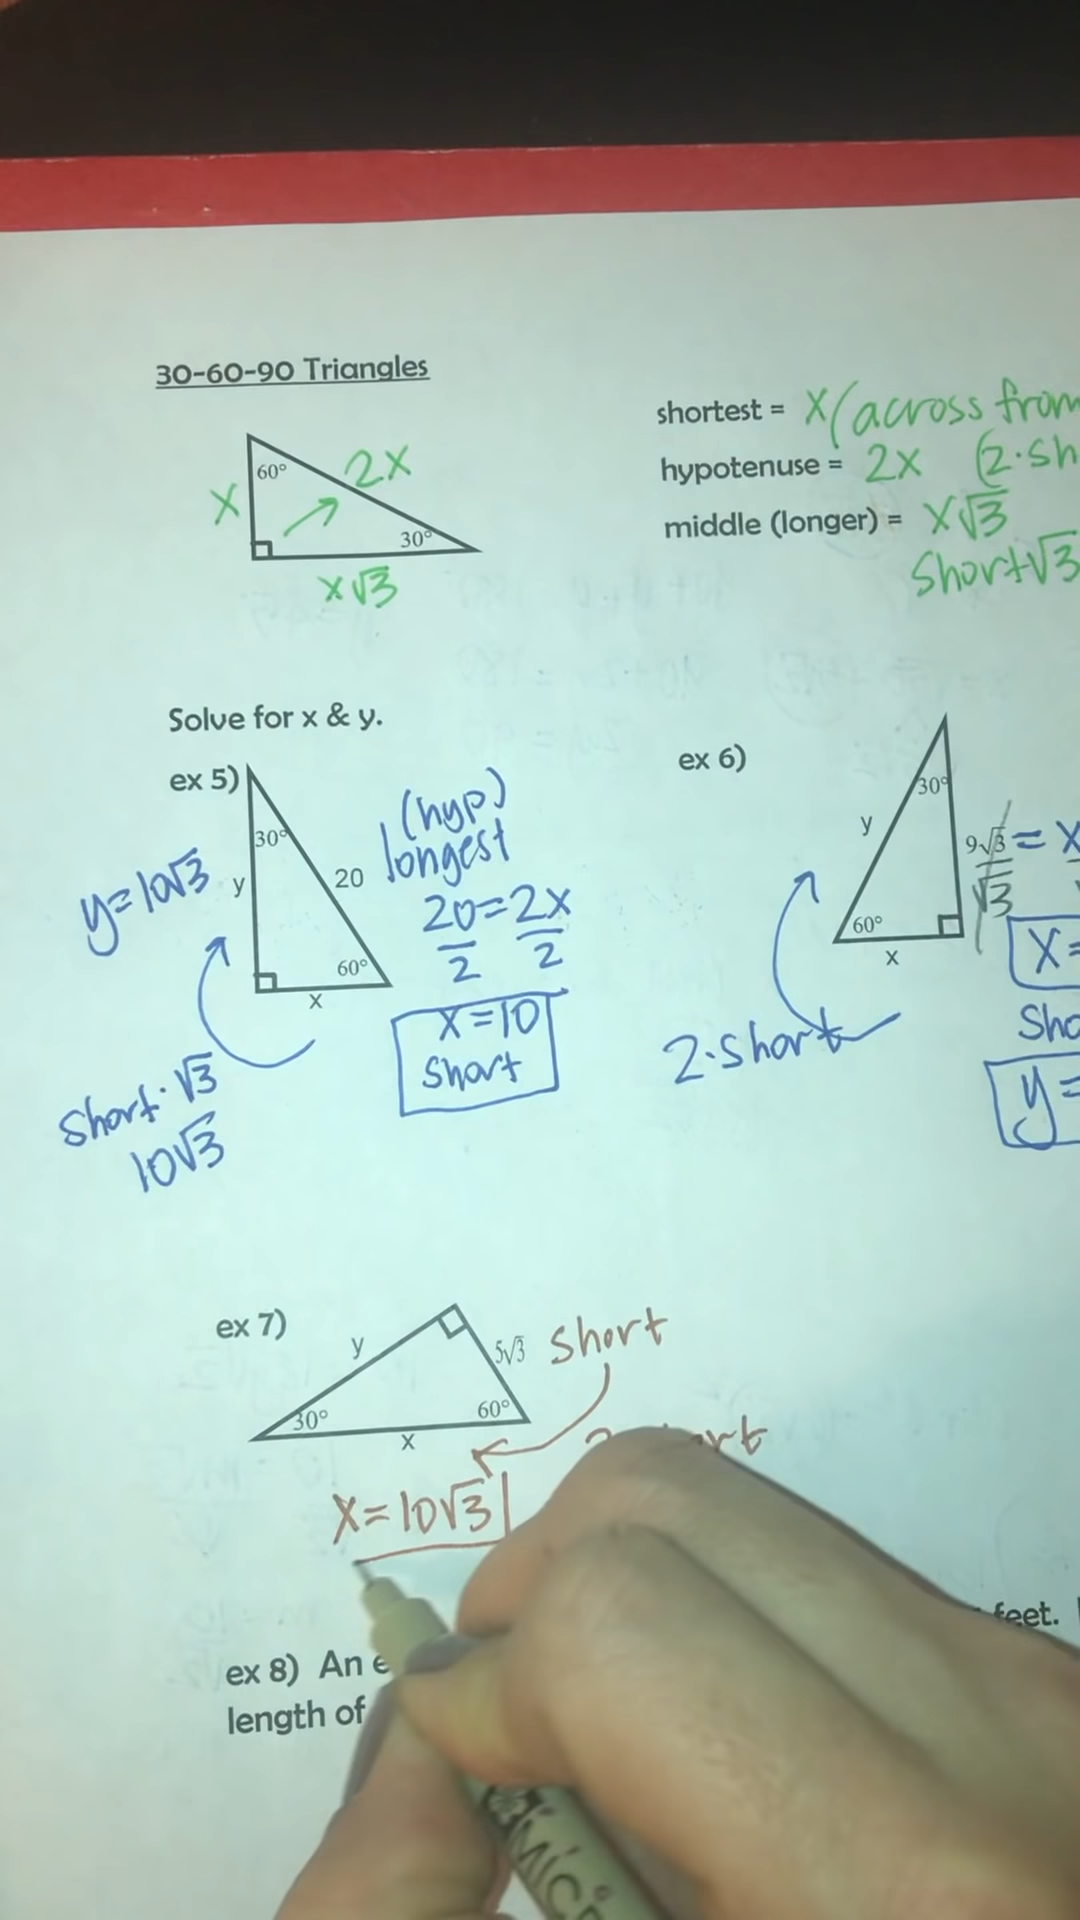 30-60-90 Triangles
60°
30°
X
2X
X√3
shortest = X (across from
hypotenuse = 2X (2·sh
middle (longer) = X√3
Short√3
Solve for x & y.
ex 5)
30°
y
20
60°
x
y=10√3
(hyp)
longest
20=2X
2 2
X=10
Short
Short·√3
10√3
ex 6)
30°
y
9√3 = X
√3
60°
x
X=
Sho
2·Short
y=
ex 7)
y
5√3
Short
30°
60°
x
X=10√3
ex 8) An
feet.
length of
MIC